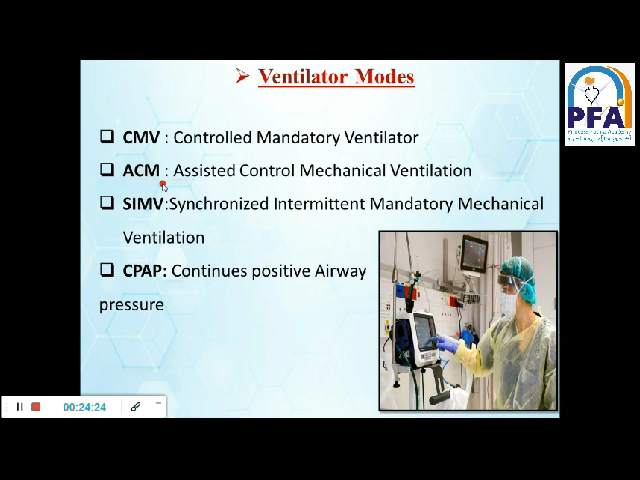 ➢ Ventilator Modes
PFA
❑ CMV : Controlled Mandatory Ventilator
❑ ACM : Assisted Control Mechanical Ventilation
❑ SIMV:Synchronized Intermittent Mandatory Mechanical
Ventilation
❑ CPAP: Continues positive Airway
pressure
00:24:24